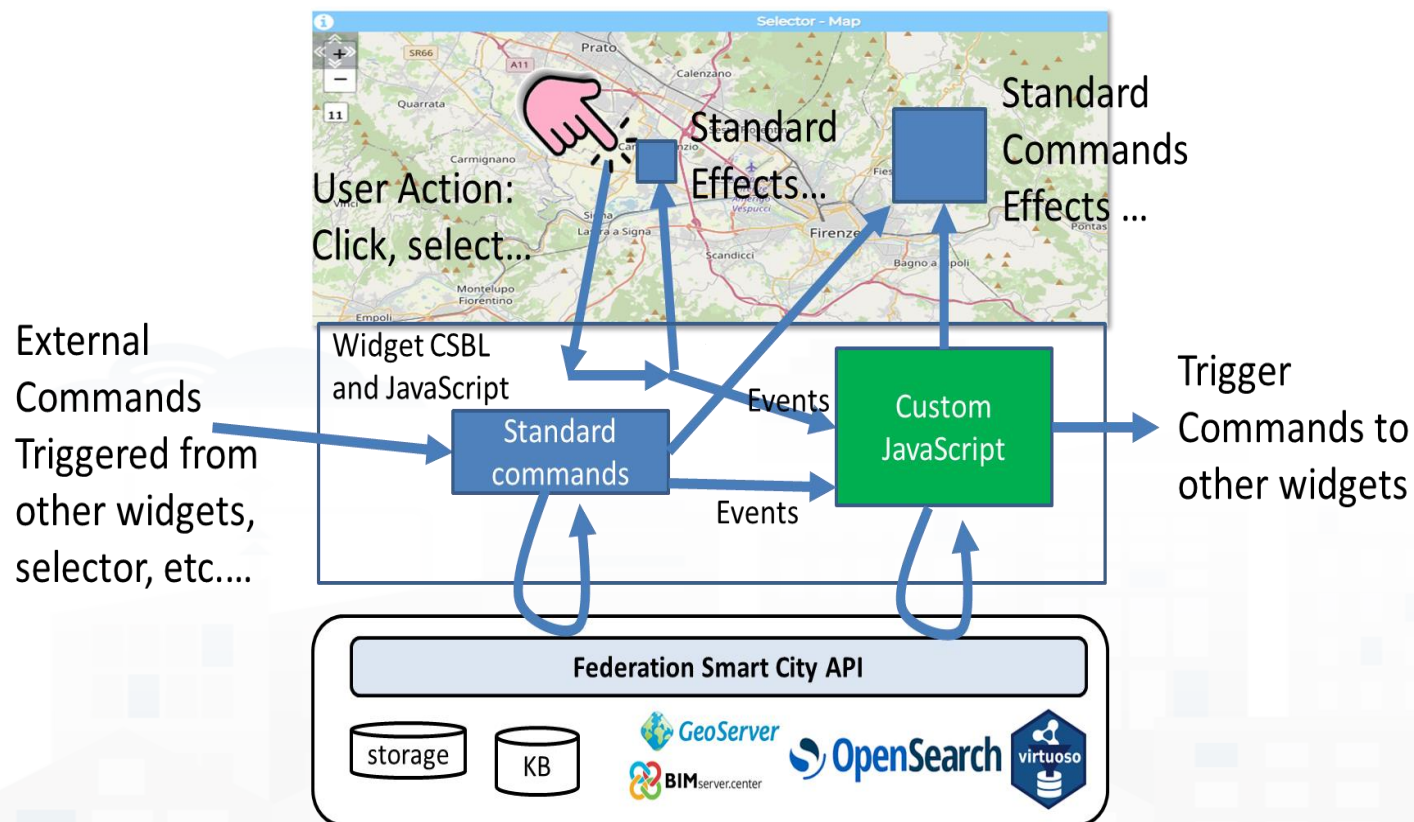 i
Selector - Map
+
−
11
SR66
A11
Prato
Calenzano
Quarrata
Carmignano
Standard
Effects...
Standard
Commands
Effects ...
User Action:
Click, select...
Vinci
Signa
Lastra a Signa
Vespucci
Firenze
Scandicci
Bagno a Ripoli
Pontas
Montelupo
Fiorentino
Empoli
External
Commands
Triggered from
other widgets,
selector, etc....
Widget CSBL
and JavaScript
Standard
commands
Events
Events
Custom
JavaScript
Trigger
Commands to
other widgets
Federation Smart City API
storage
KB
GeoServer
BIMserver.center
OpenSearch
virtuoso